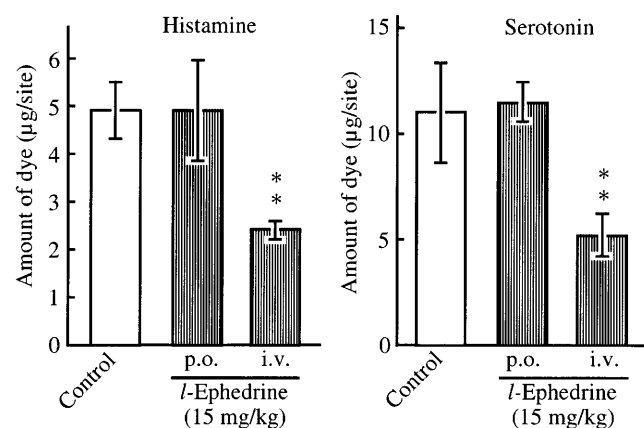 Histamine
Amount of dye (µg/site)
6
5
4
3
2
1
0
**
Control
p.o. i.v.
l-Ephedrine
(15 mg/kg)
Serotonin
Amount of dye (µg/site)
15
10
5
0
**
Control
p.o. i.v.
l-Ephedrine
(15 mg/kg)